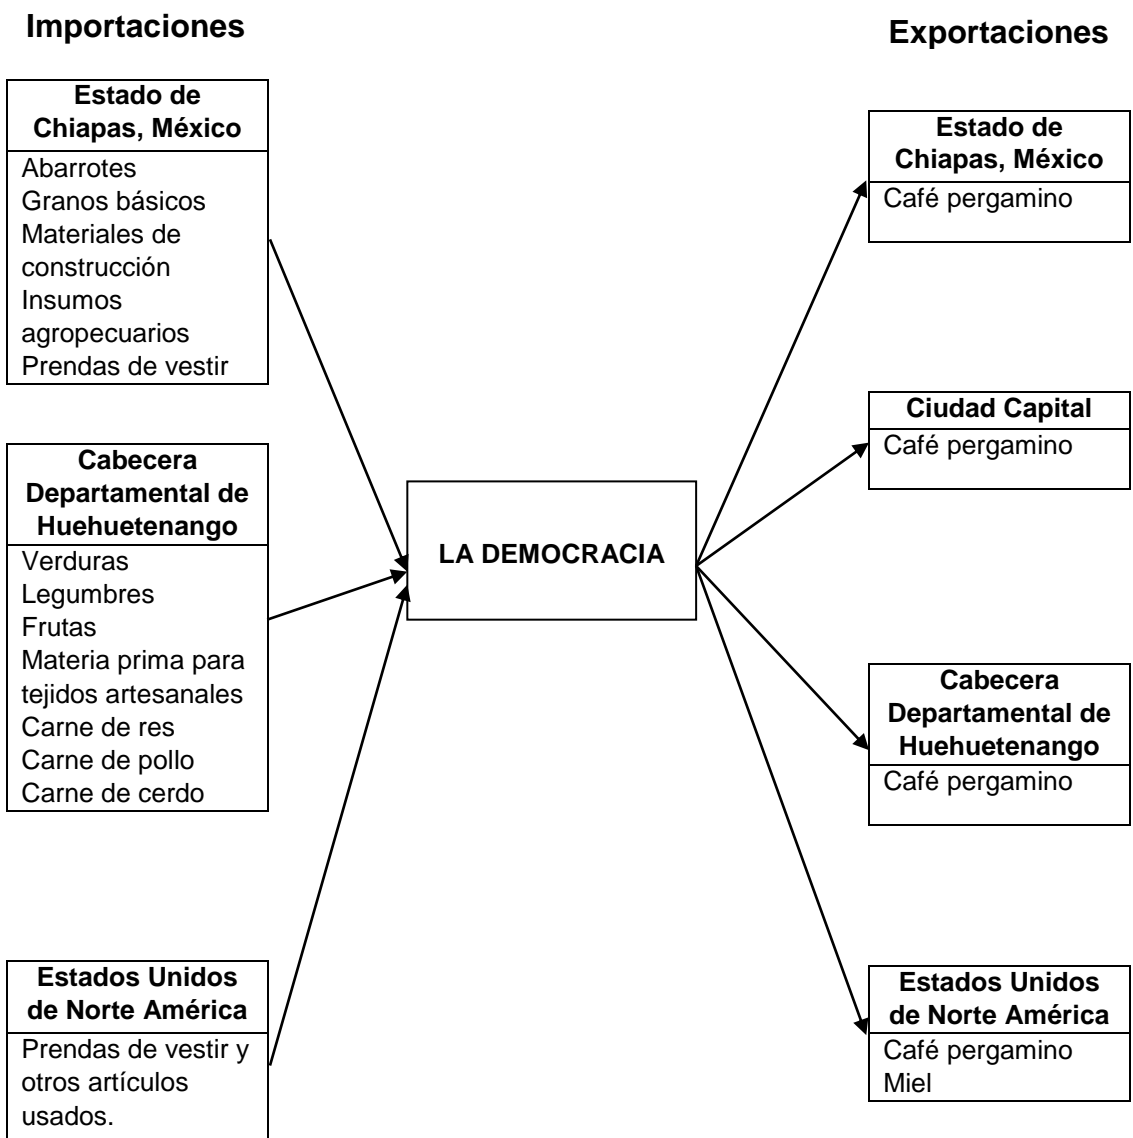 Importaciones
Exportaciones
Estado de
Chiapas, México
Abarrotes
Granos básicos
Materiales de
construcción
Insumos
agropecuarios
Prendas de vestir
Cabecera
Departamental de
Huehuetenango
Verduras
Legumbres
Frutas
Materia prima para
tejidos artesanales
Carne de res
Carne de pollo
Carne de cerdo
Estados Unidos
de Norte América
Prendas de vestir y
otros artículos
usados.
LA DEMOCRACIA
Estado de
Chiapas, México
Café pergamino
Ciudad Capital
Café pergamino
Cabecera
Departamental de
Huehuetenango
Café pergamino
Estados Unidos
de Norte América
Café pergamino
Miel